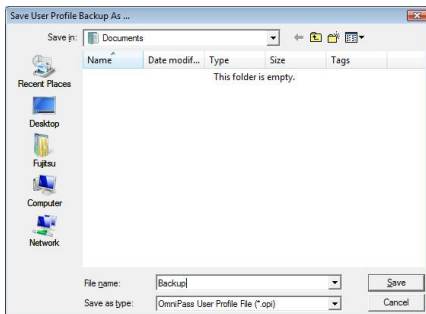 Save User Profile Backup As ...
Save in: Documents
Name Date modif... Type Size Tags
This folder is empty.
Recent Places
Desktop
Fujitsu
Computer
Network
File name: Backup Save
Save as type: OmniPass User Profile File (*.opi) Cancel